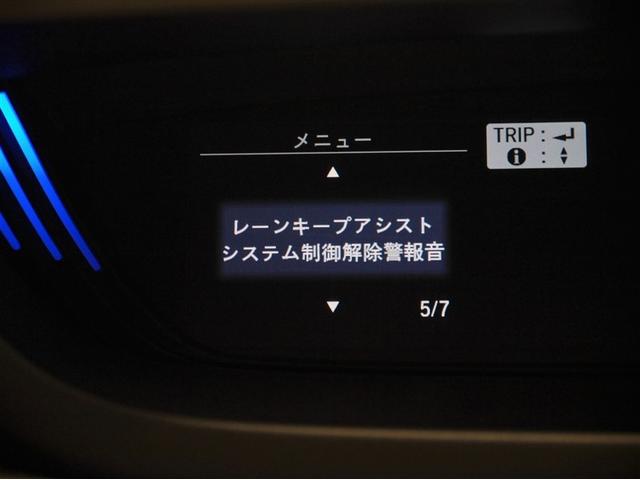 メニュー
TRIP : ↲
i : ▲▼
▲
レーンキープアシスト
システム制御解除警報音
▼
5/7